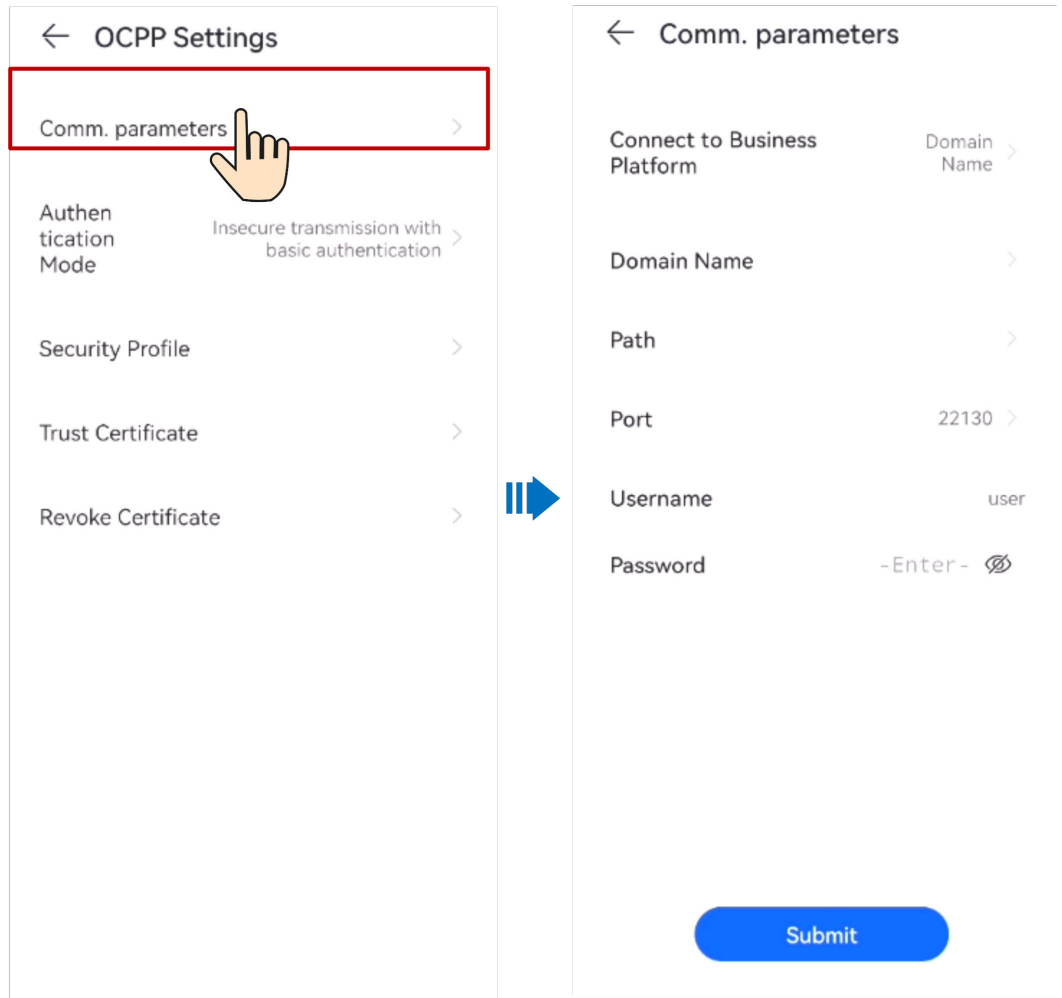 OCPP Settings
Comm. parameters
Authen
tication
Mode
Insecure transmission with
basic authentication
Security Profile
Trust Certificate
Revoke Certificate
Comm. parameters
Connect to Business
Platform
Domain
Name
Domain Name
Path
Port
22130
Username
user
Password
-Enter-
Submit